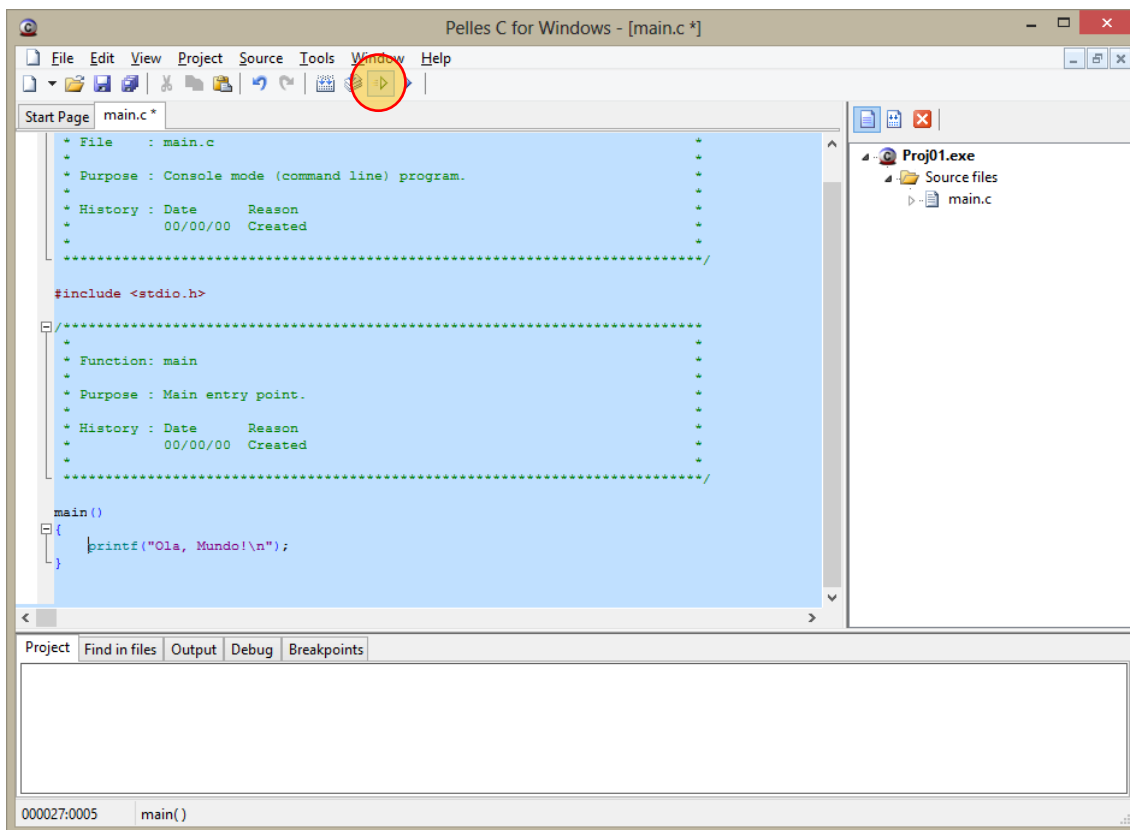 Pelles C for Windows - [main.c *]
File Edit View Project Source Tools Window Help
Start Page main.c *
* File : main.c *
* *
* Purpose : Console mode (command line) program. *
* *
* History : Date Reason *
* 00/00/00 Created *
* *
****************************************************************************/
#include <stdio.h>
/****************************************************************************
* *
* Function: main *
* *
* Purpose : Main entry point. *
* *
* History : Date Reason *
* 00/00/00 Created *
* *
****************************************************************************/
main()
{
printf("Ola, Mundo!\n");
}
Proj01.exe
Source files
main.c
Project Find in files Output Debug Breakpoints
000027:0005 main( )